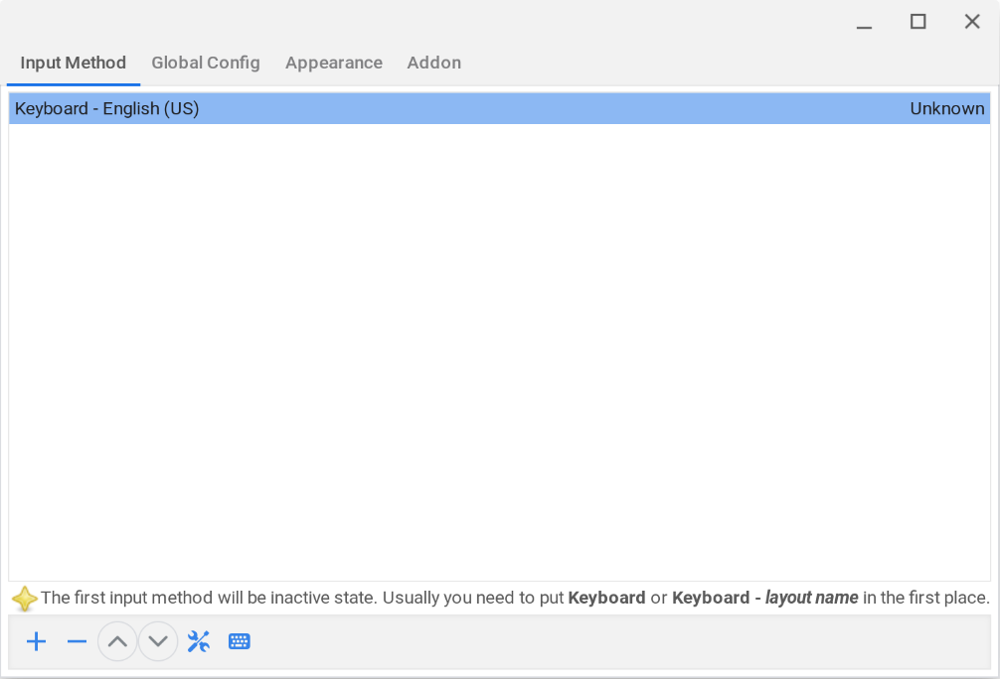 Input Method Global Config Appearance Addon
Keyboard - English (US) Unknown
The first input method will be inactive state. Usually you need to put Keyboard or Keyboard - layout name in the first place.